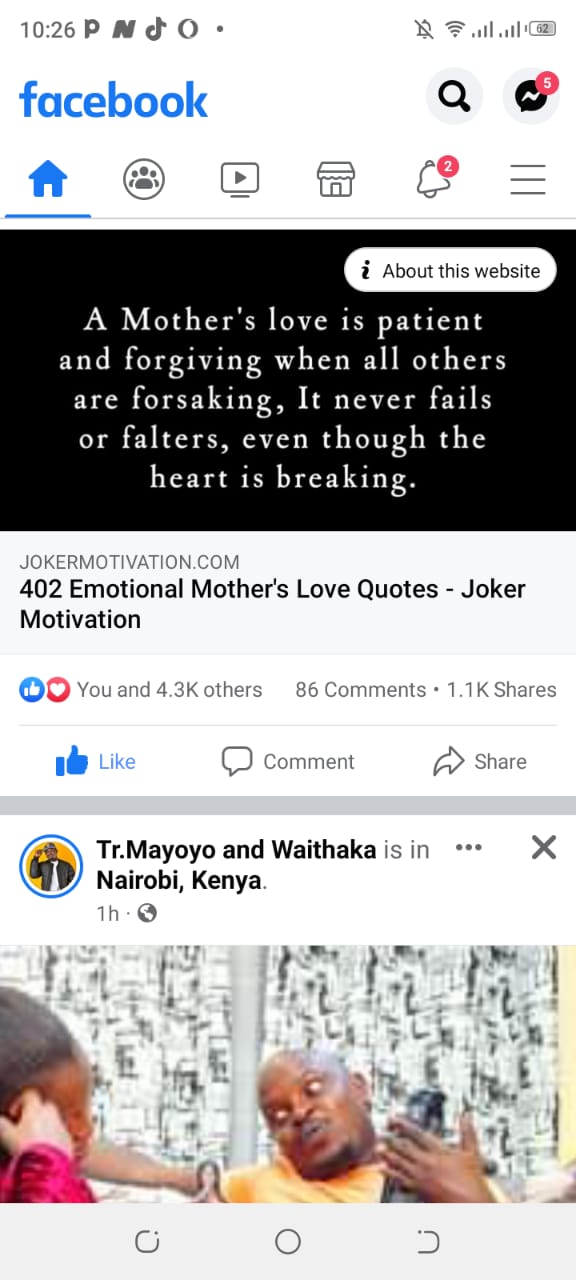 10:26
62
facebook
5
2
i About this website
A Mother's love is patient
and forgiving when all others
are forsaking, It never fails
or falters, even though the
heart is breaking.
JOKERMOTIVATION.COM
402 Emotional Mother's Love Quotes - Joker
Motivation
You and 4.3K others 86 Comments • 1.1K Shares
Like Comment Share
Tr.Mayoyo and Waithaka is in
Nairobi, Kenya.
1h ·